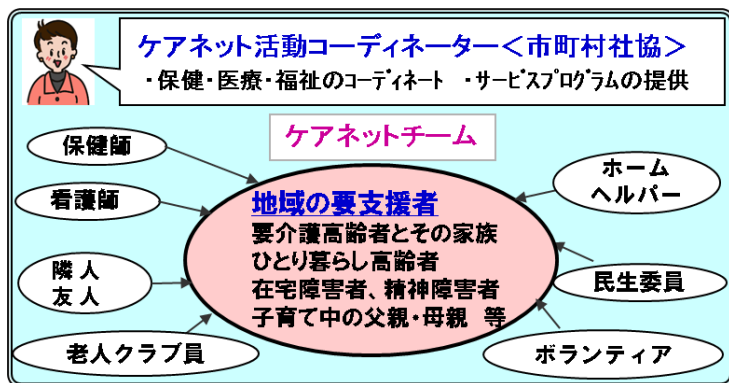 ケアネット活動コーディネーター＜市町村社協＞
・保健・医療・福祉のｺｰﾃﾞｨﾈｰﾄ ・ｻｰﾋﾞｽﾌﾟﾛｸﾞﾗﾑの提供
ケアネットチーム
保健師
看護師
隣人
友人
老人クラブ員
地域の要支援者
要介護高齢者とその家族
ひとり暮らし高齢者
在宅障害者、精神障害者
子育て中の父親・母親 等
ホーム
ヘルパー
民生委員
ボランティア